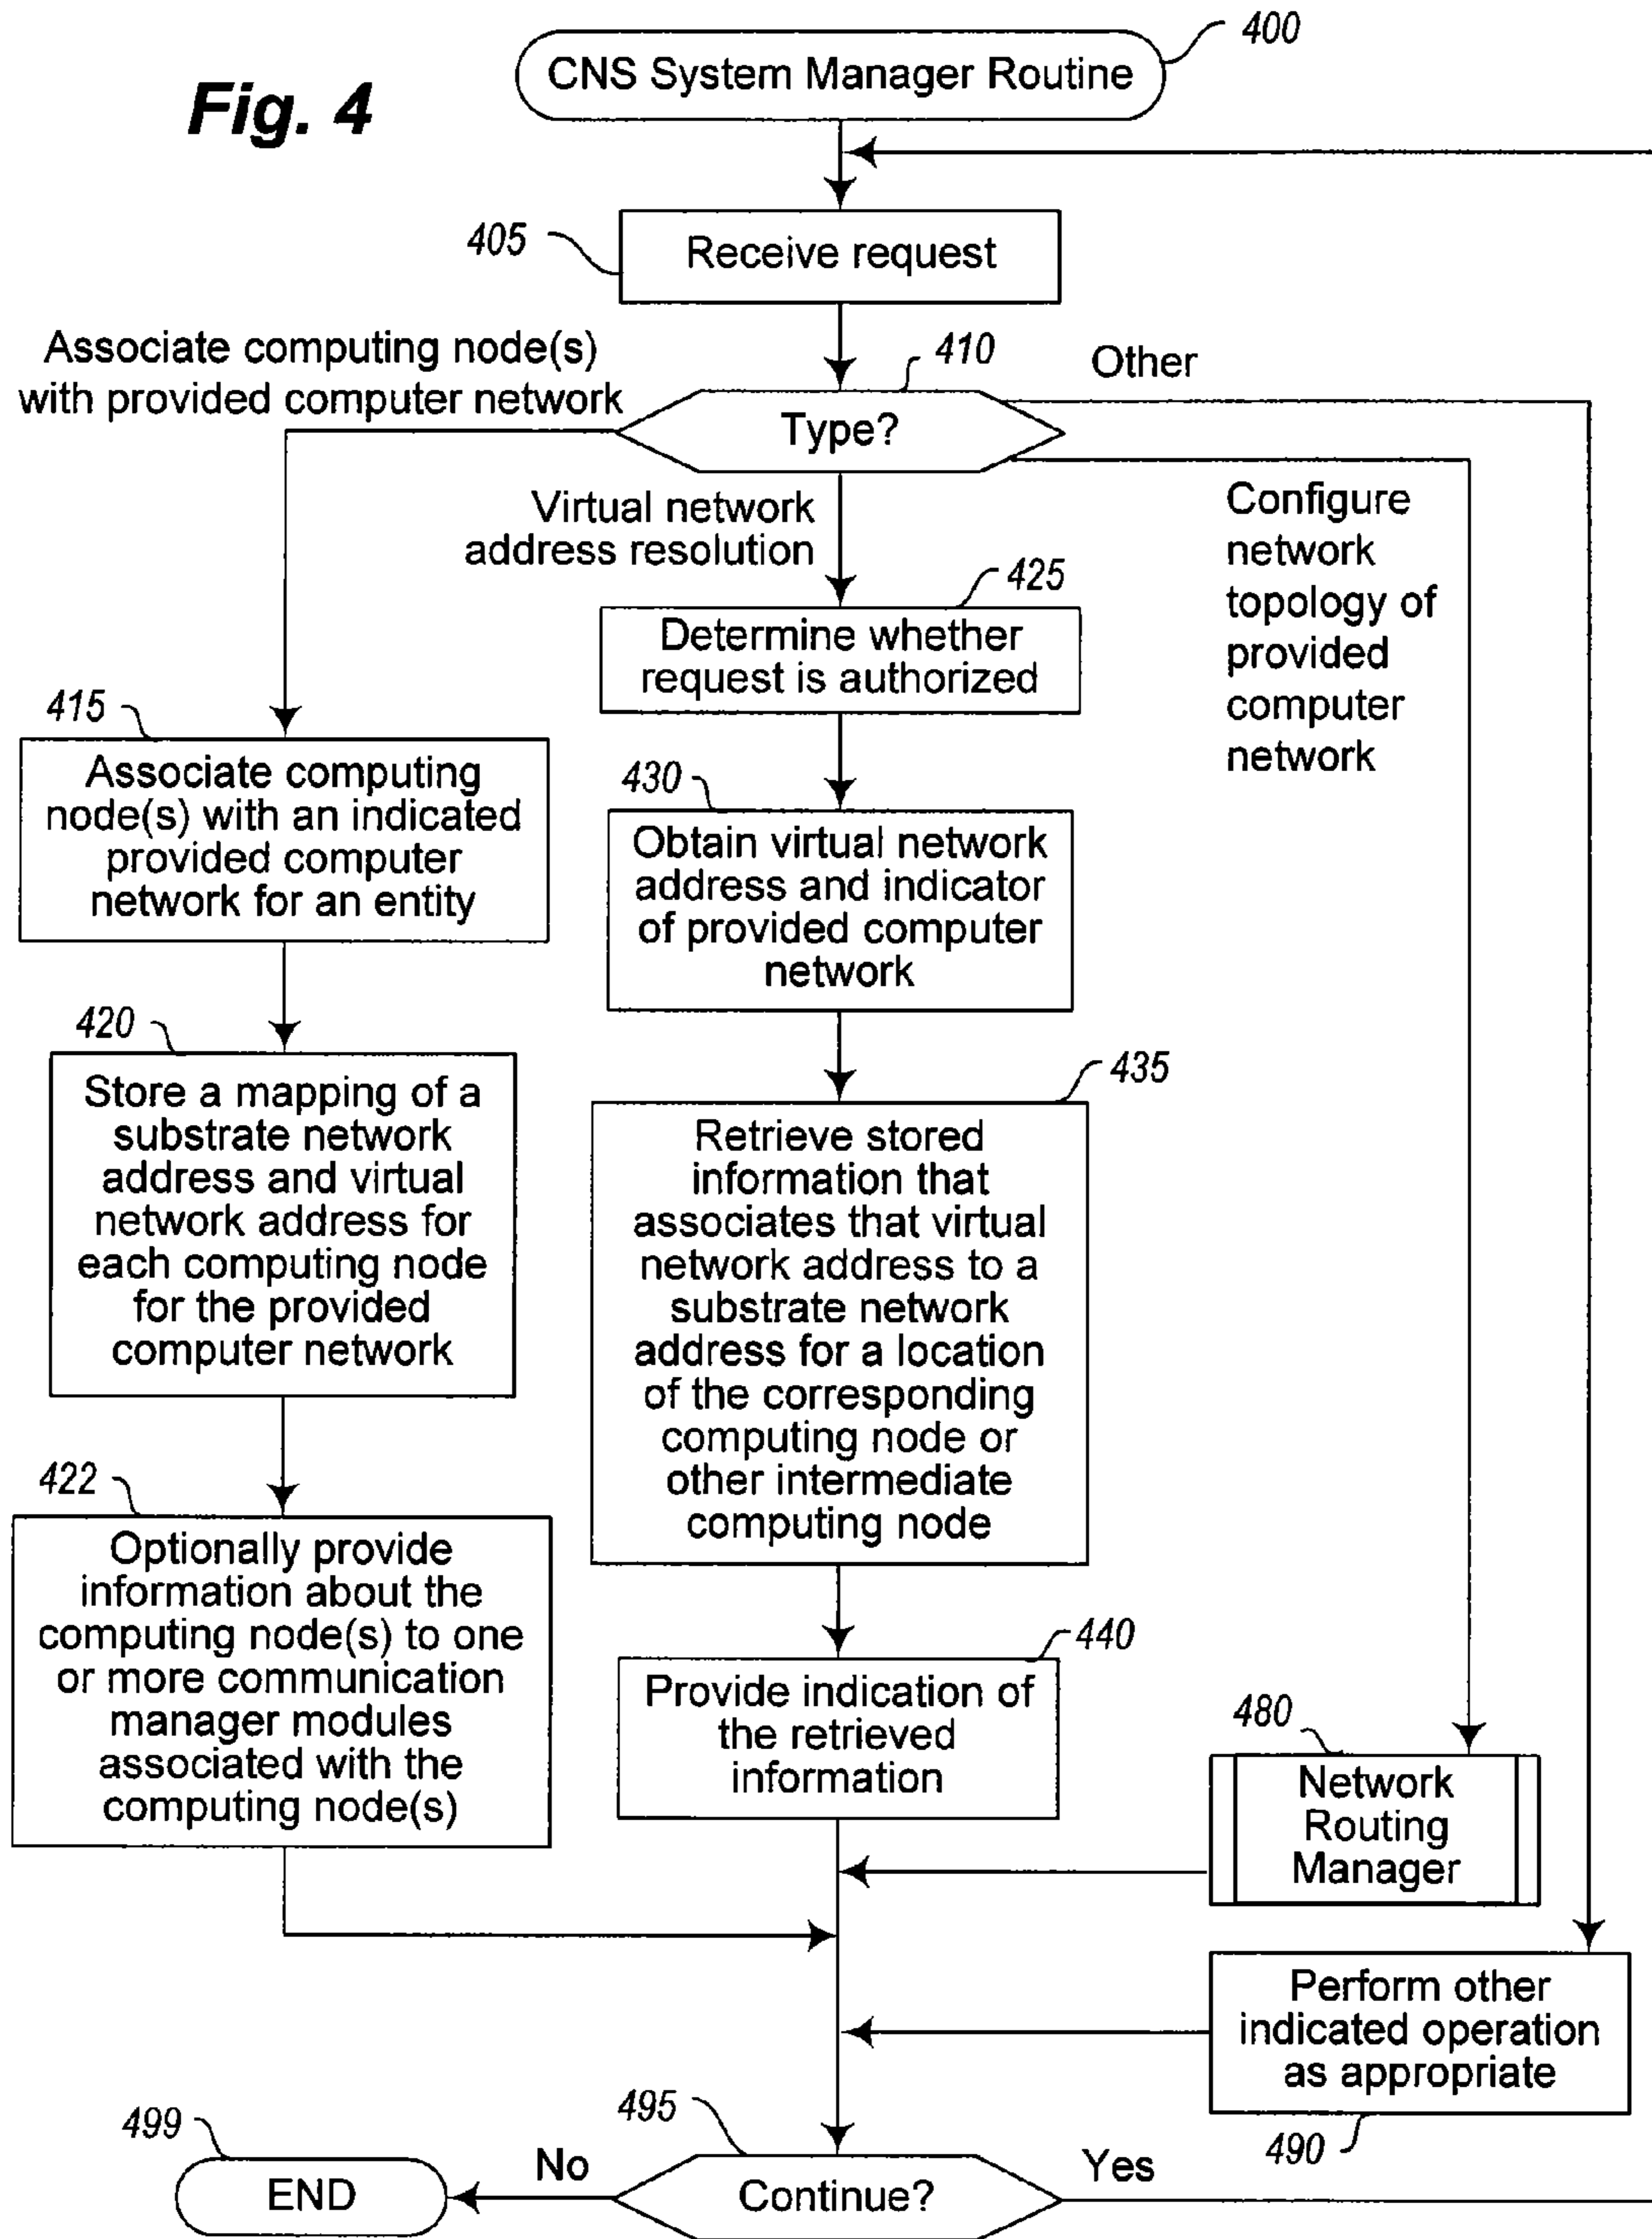 Fig. 4
CNS System Manager Routine
400
405
Receive request
Associate computing node(s)
with provided computer network
410
Other
Type?
Virtual network
address resolution
Configure
network
topology of
provided
computer
network
425
Determine whether
request is authorized
415
Associate computing
node(s) with an indicated
provided computer
network for an entity
430
Obtain virtual network
address and indicator
of provided computer
network
420
Store a mapping of a
substrate network
address and virtual
network address for
each computing node
for the provided
computer network
435
Retrieve stored
information that
associates that virtual
network address to a
substrate network
address for a location
of the corresponding
computing node or
other intermediate
computing node
422
Optionally provide
information about the
computing node(s) to one
or more communication
manager modules
associated with the
computing node(s)
440
Provide indication of
the retrieved
information
480
Network
Routing
Manager
Perform other
indicated operation
as appropriate
490
495
Continue?
Yes
No
499
END